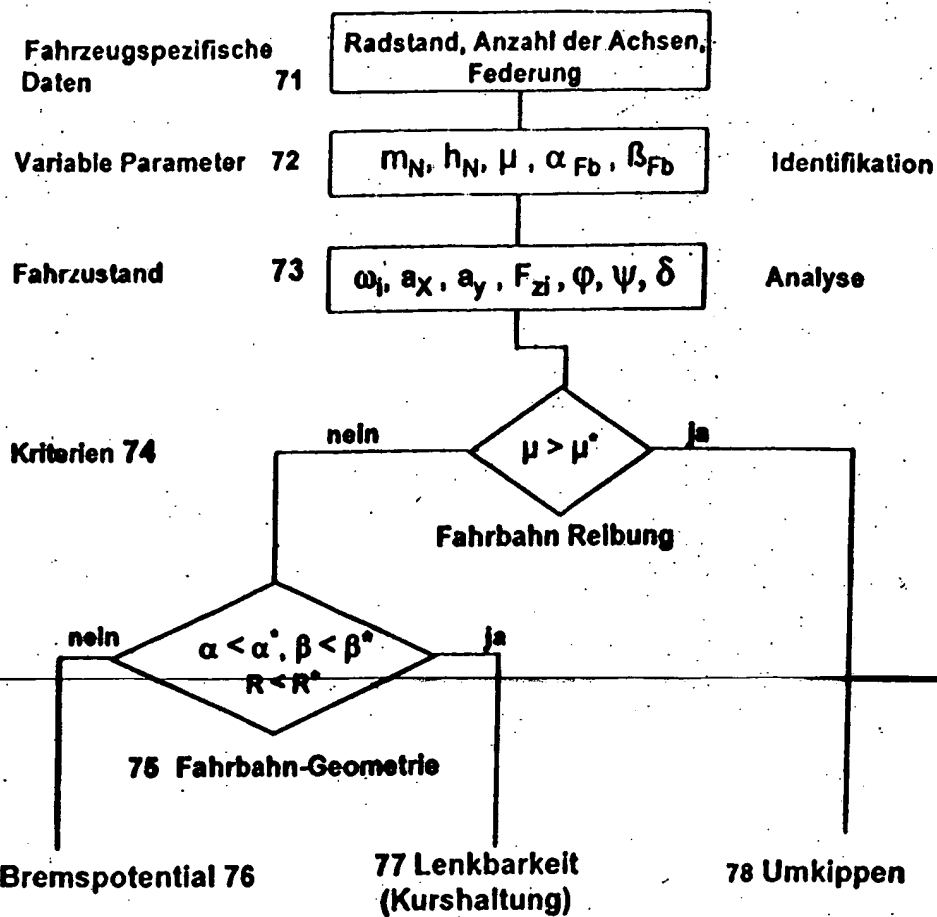 Fahrzeugspezifische
Daten 71
Radstand, Anzahl der Achsen,
Federung
Variable Parameter 72
m_N, h_N, μ, α_Fb, ß_Fb
Identifikation
Fahrzustand 73
ω_i, a_X, a_y, F_zi, φ, ψ, δ
Analyse
Kriterien 74
nein
μ > μ*
ja
Fahrbahn Reibung
nein
α < α*, β < β*
R < R*
ja
75 Fahrbahn-Geometrie
Bremspotential 76
77 Lenkbarkeit
(Kurshaltung)
78 Umkippen